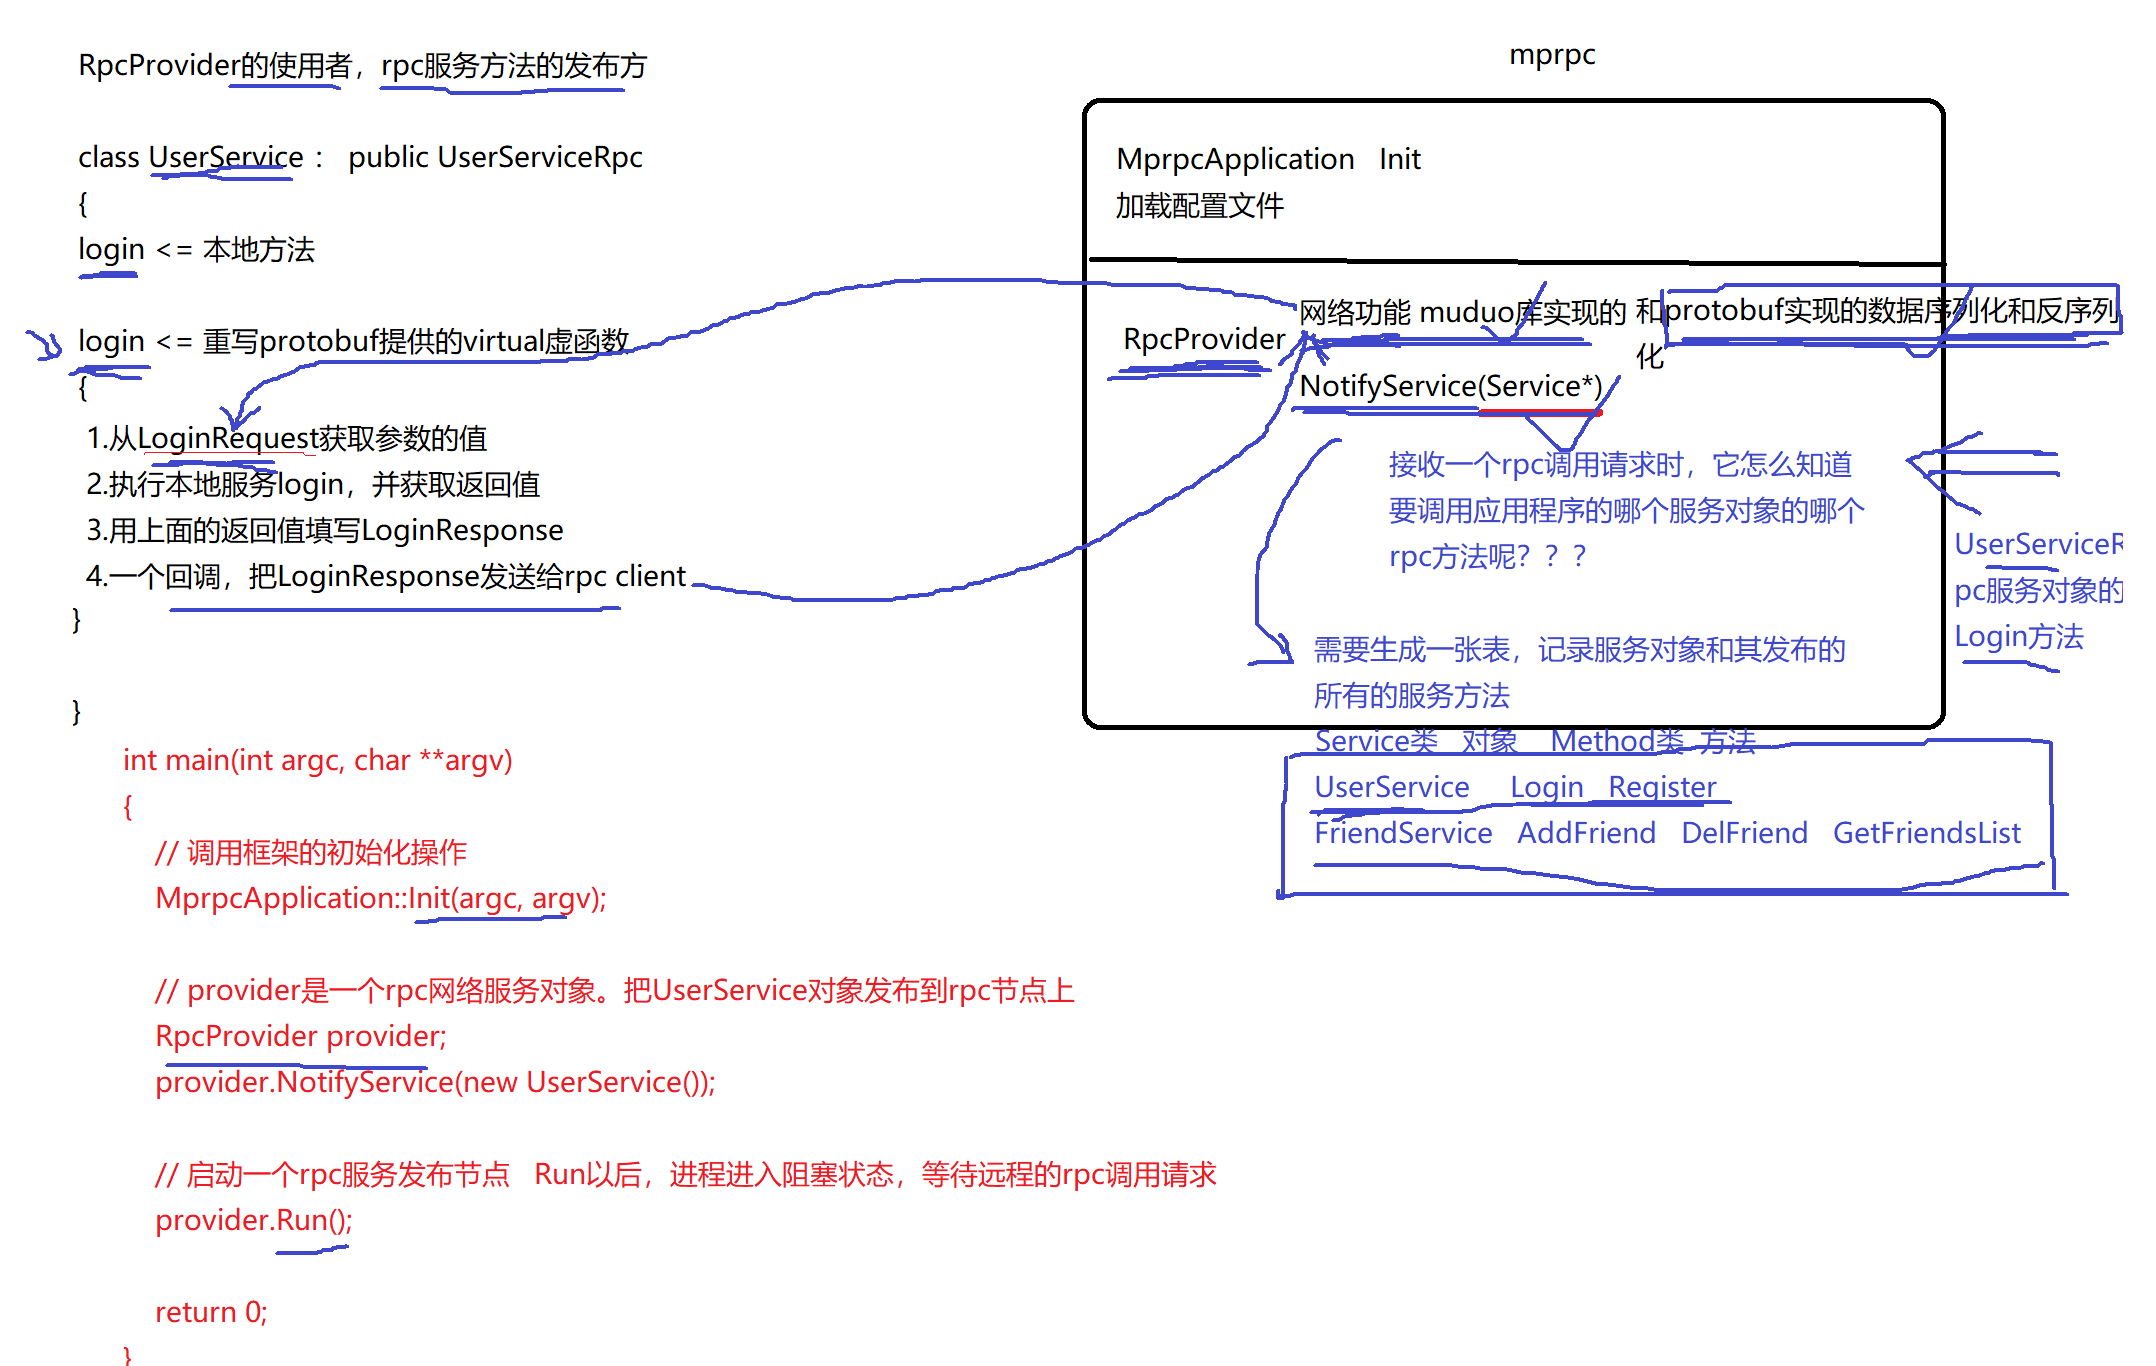 RpcProvider的使用者，rpc服务方法的发布方
class UserService： public UserServiceRpc
{
login <= 本地方法
login <= 重写protobuf提供的virtual虚函数
{
1.从LoginRequest获取参数的值
2.执行本地服务login，并获取返回值
3.用上面的返回值填写LoginResponse
4.一个回调，把LoginResponse发送给rpc client
}
}
int main(int argc, char **argv)
{
// 调用框架的初始化操作
MprpcApplication::Init(argc, argv);
// provider是一个rpc网络服务对象。把UserService对象发布到rpc节点上
RpcProvider provider;
provider.NotifyService(new UserService());
// 启动一个rpc服务发布节点 Run以后，进程进入阻塞状态，等待远程的rpc调用请求
provider.Run();
return 0;
}
mprpc
MprpcApplication Init
加载配置文件
RpcProvider
网络功能 muduo库实现的
和protobuf实现的数据序列化和反序列
化
NotifyService(Service*)
接收一个rpc调用请求时，它怎么知道
要调用应用程序的哪个服务对象的哪个
rpc方法呢？？？
UserServiceR
pc服务对象的
Login方法
需要生成一张表，记录服务对象和其发布的
所有的服务方法
Service类 对象 Method类 方法
UserService Login Register
FriendService AddFriend DelFriend GetFriendsList